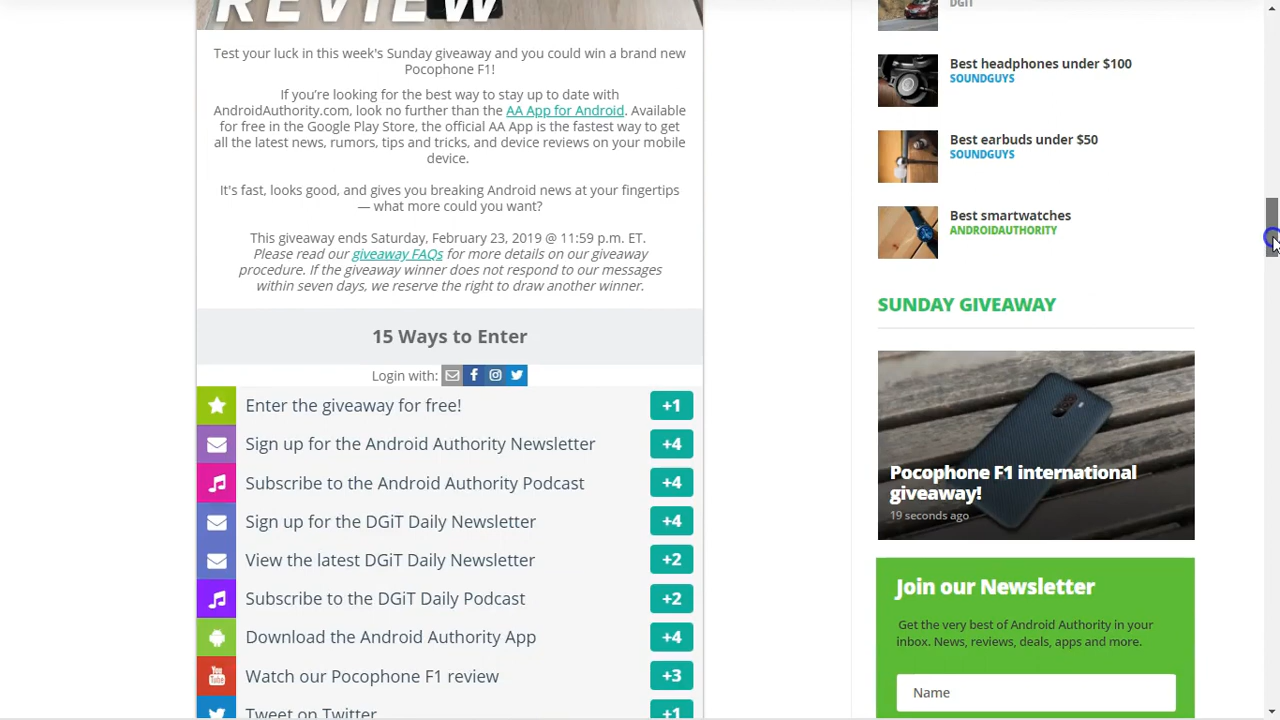 REVIEW
Test your luck in this week's Sunday giveaway and you could win a brand new
Pocophone F1!
If you're looking for the best way to stay up to date with
AndroidAuthority.com, look no further than the AA App for Android. Available
for free in the Google Play Store, the official AA App is the fastest way to get
all the latest news, rumors, tips and tricks, and device reviews on your mobile
device.
It's fast, looks good, and gives you breaking Android news at your fingertips
— what more could you want?
This giveaway ends Saturday, February 23, 2019 @ 11:59 p.m. ET.
Please read our giveaway FAQs for more details on our giveaway
procedure. If the giveaway winner does not respond to our messages
within seven days, we reserve the right to draw another winner.
15 Ways to Enter
Login with:
Enter the giveaway for free! +1
Sign up for the Android Authority Newsletter +4
Subscribe to the Android Authority Podcast +4
Sign up for the DGiT Daily Newsletter +4
View the latest DGiT Daily Newsletter +2
Subscribe to the DGiT Daily Podcast +2
Download the Android Authority App +4
You Tube
Watch our Pocophone F1 review +3
Tweet on Twitter +1
DGIT
Best headphones under $100
SOUNDGUYS
Best earbuds under $50
SOUNDGUYS
Best smartwatches
ANDROIDAUTHORITY
SUNDAY GIVEAWAY
Pocophone F1 international
giveaway!
19 seconds ago
Join our Newsletter
Get the very best of Android Authority in your
inbox. News, reviews, deals, apps and more.
Name